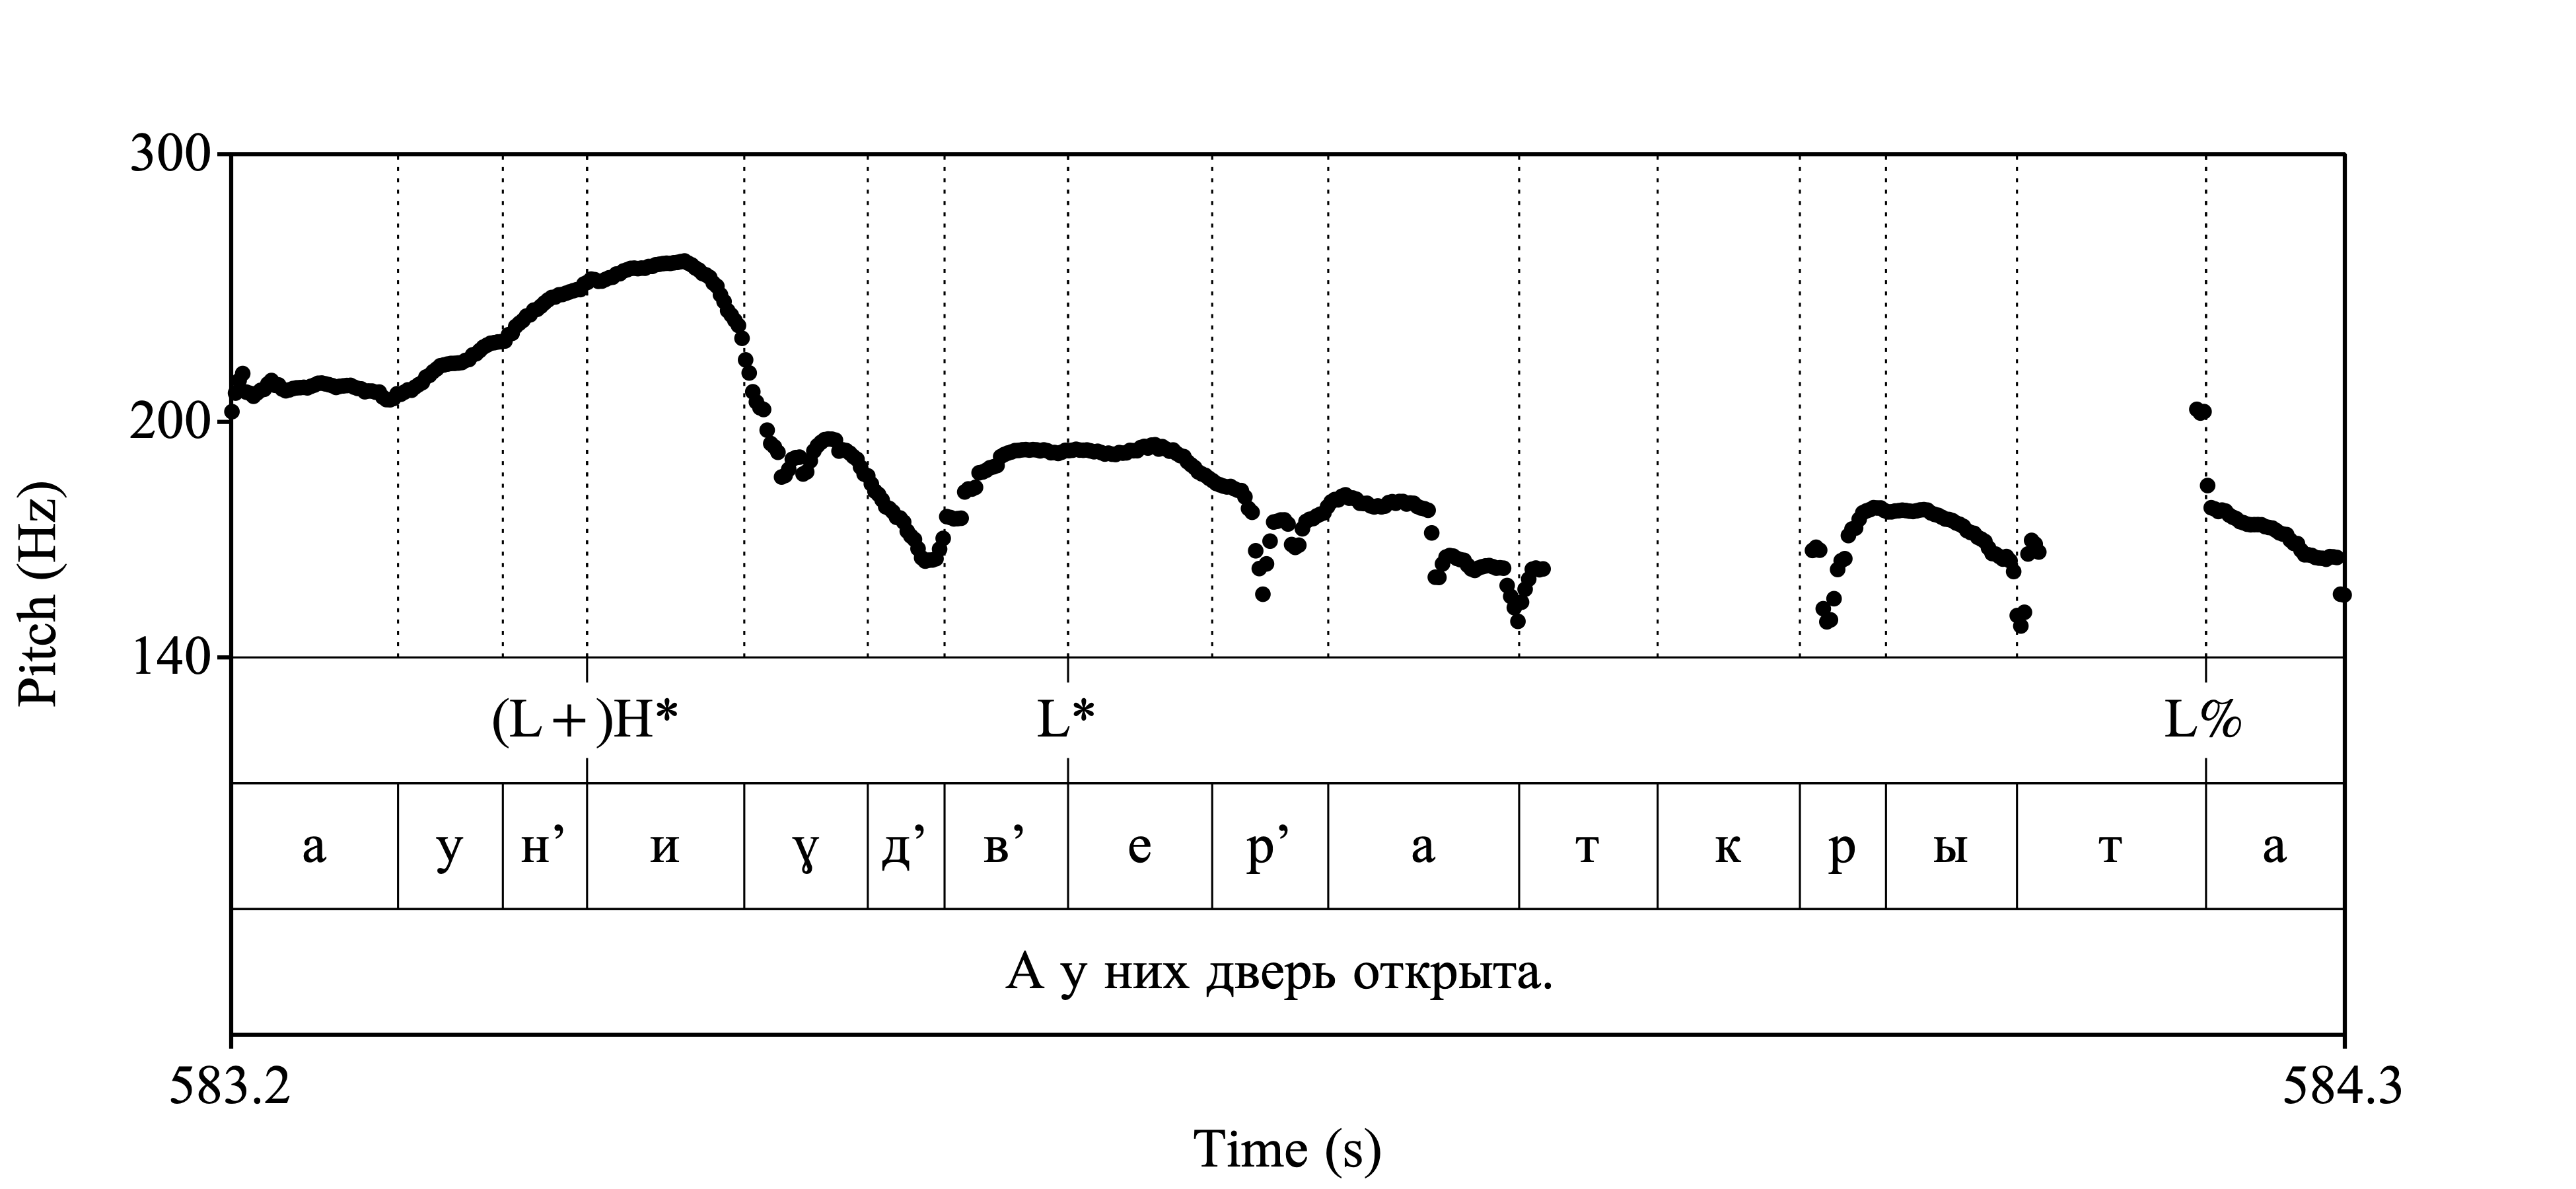 300
200
140
Pitch (Hz)
(L+)H* L* L%
а у н’ и ɣ д’ в’ е р’ а т к р ы т а
А у них дверь открыта.
583.2 584.3
Time (s)